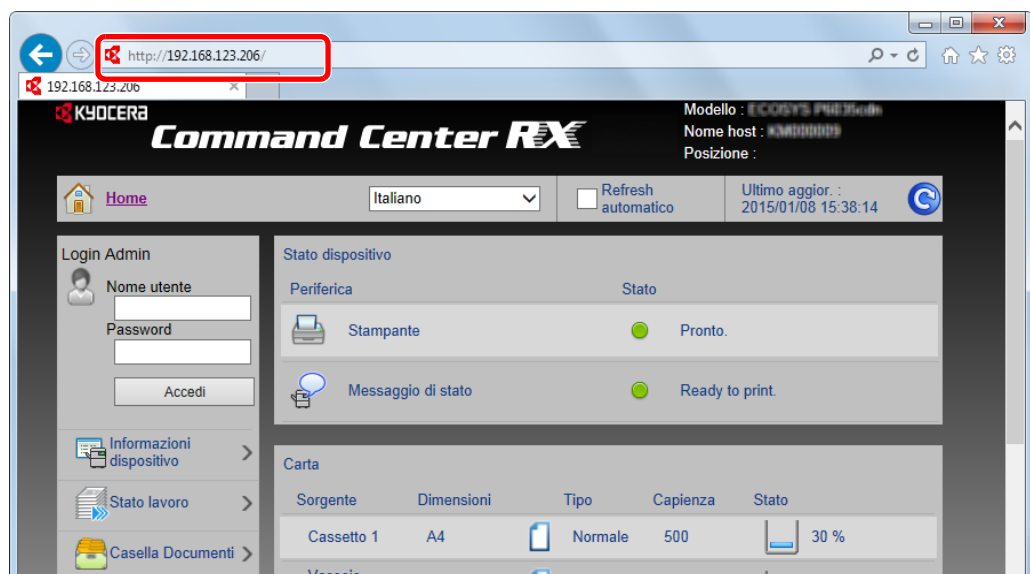 http://192.168.123.206/
192.168.123.206
KYOCERA
Command Center RX
Modello :
Nome host :
Posizione :
Home
Italiano
Refresh
automatico
Ultimo aggior. :
2015/01/08 15:38:14
Login Admin
Nome utente
Password
Accedi
Informazioni
dispositivo
Stato lavoro
Casella Documenti
Stato dispositivo
Periferica Stato
Stampante Pronto.
Messaggio di stato Ready to print.
Carta
Sorgente Dimensioni Tipo Capienza Stato
Cassetto 1 A4 Normale 500 30 %